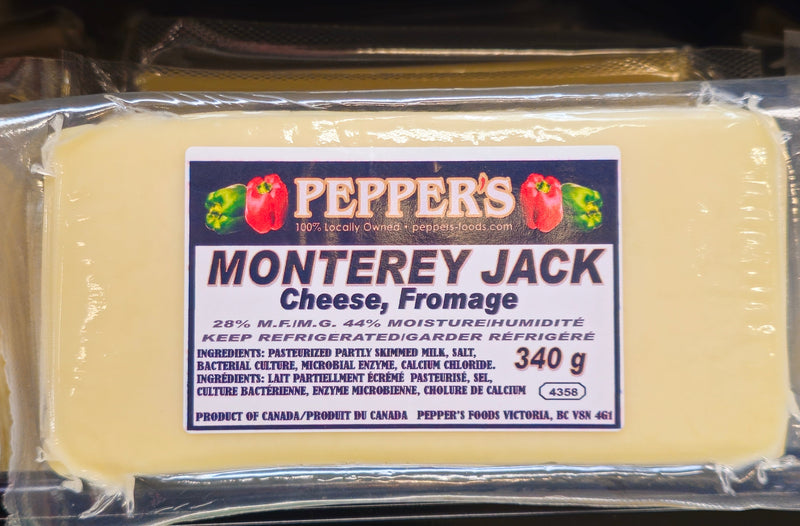 PEPPER'S
100% Locally Owned • peppers-foods.com
MONTEREY JACK
Cheese, Fromage
28% M.F./M.G. 44% MOISTURE/HUMIDITÉ
KEEP REFRIGERATED/GARDER RÉFRIGÉRÉ
INGREDIENTS: PASTEURIZED PARTLY SKIMMED MILK, SALT,
BACTERIAL CULTURE, MICROBIAL ENZYME, CALCIUM CHLORIDE.
340 g
INGRÉDIENTS: LAIT PARTIELLMENT ÉCRÉMÉ PASTEURISÉ, SEL,
CULTURE BACTÉRIENNE, ENZYME MICROBIENNE, CHOLURE DE CALCIUM
4358
PRODUCT OF CANADA/PRODUIT DU CANADA PEPPER'S FOODS VICTORIA, BC V8N 4G1